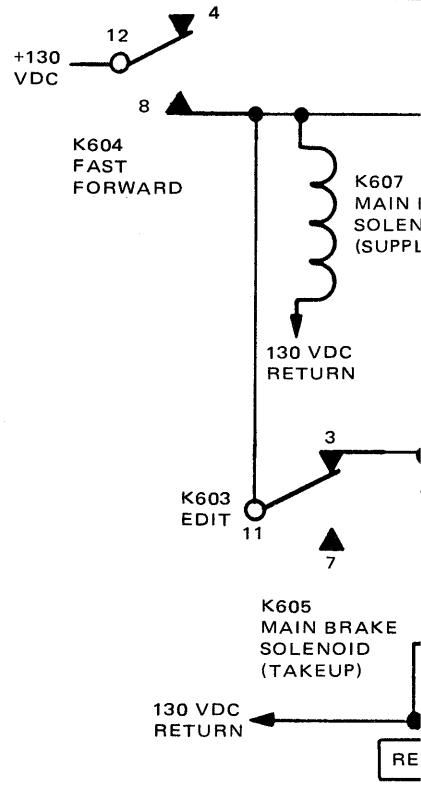 4
12
+130
VDC
8
K604
FAST
FORWARD
K607
MAIN
SOLEN
(SUPPL
130 VDC
RETURN
3
K603
EDIT
11
7
K605
MAIN BRAKE
SOLENOID
(TAKEUP)
130 VDC
RETURN
RE